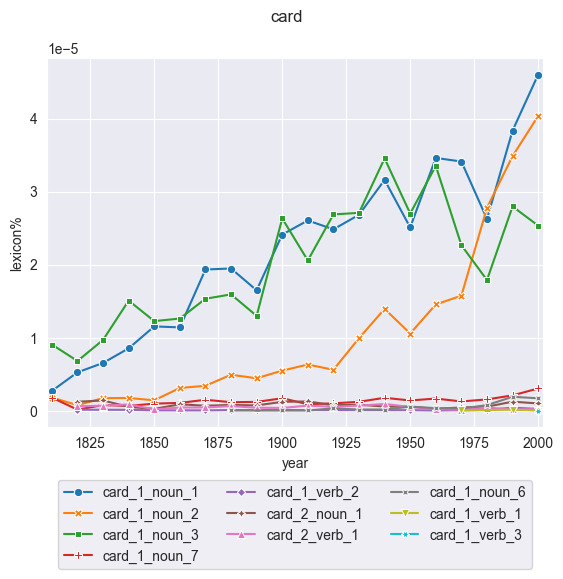 card
1e−5
4
3
2
1
0
lexicon%
1825 1850 1875 1900 1925 1950 1975 2000
year
card_1_noun_1 card_1_verb_2 card_1_noun_6
card_1_noun_2 card_2_noun_1 card_1_verb_1
card_1_noun_3 card_2_verb_1 card_1_verb_3
card_1_noun_7